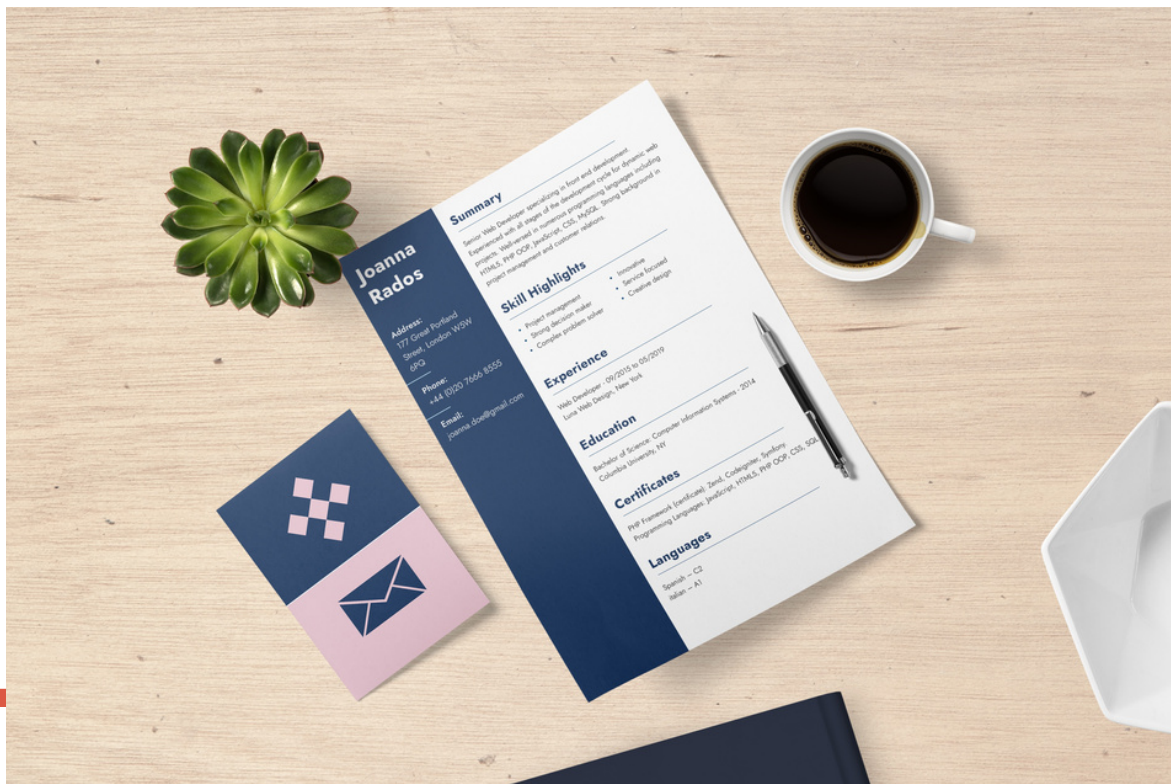 Joanna
Rados
Address:
177 Great Portland
Street, London W5W
6PQ
Phone:
+44 (0)20 7666 8555
Email:
joanna.doe@gmail.com
Summary
Senior Web Developer specializing in front end development.
Experienced with all stages of the development cycle for dynamic web
projects. Well-versed in numerous programming languages including
HTML5, PHP OOP, JavaScript, CSS, MySQL. Strong background in
project management and customer relations.
Skill Highlights
• Project management
• Strong decision maker
• Complex problem solver
• Innovative
• Service focused
• Creative design
Experience
Web Developer - 09/2015 to 05/2019
Luna Web Design, New York
Education
Bachelor of Science: Computer Information Systems - 2014
Columbia University, NY
Certificates
PHP Framework (certificate): Zend, Codeigniter, Symfony.
Programming Languages: JavaScript, HTML5, PHP OOP, CSS, SQL,
Languages
Spanish – C2
Italian – A1